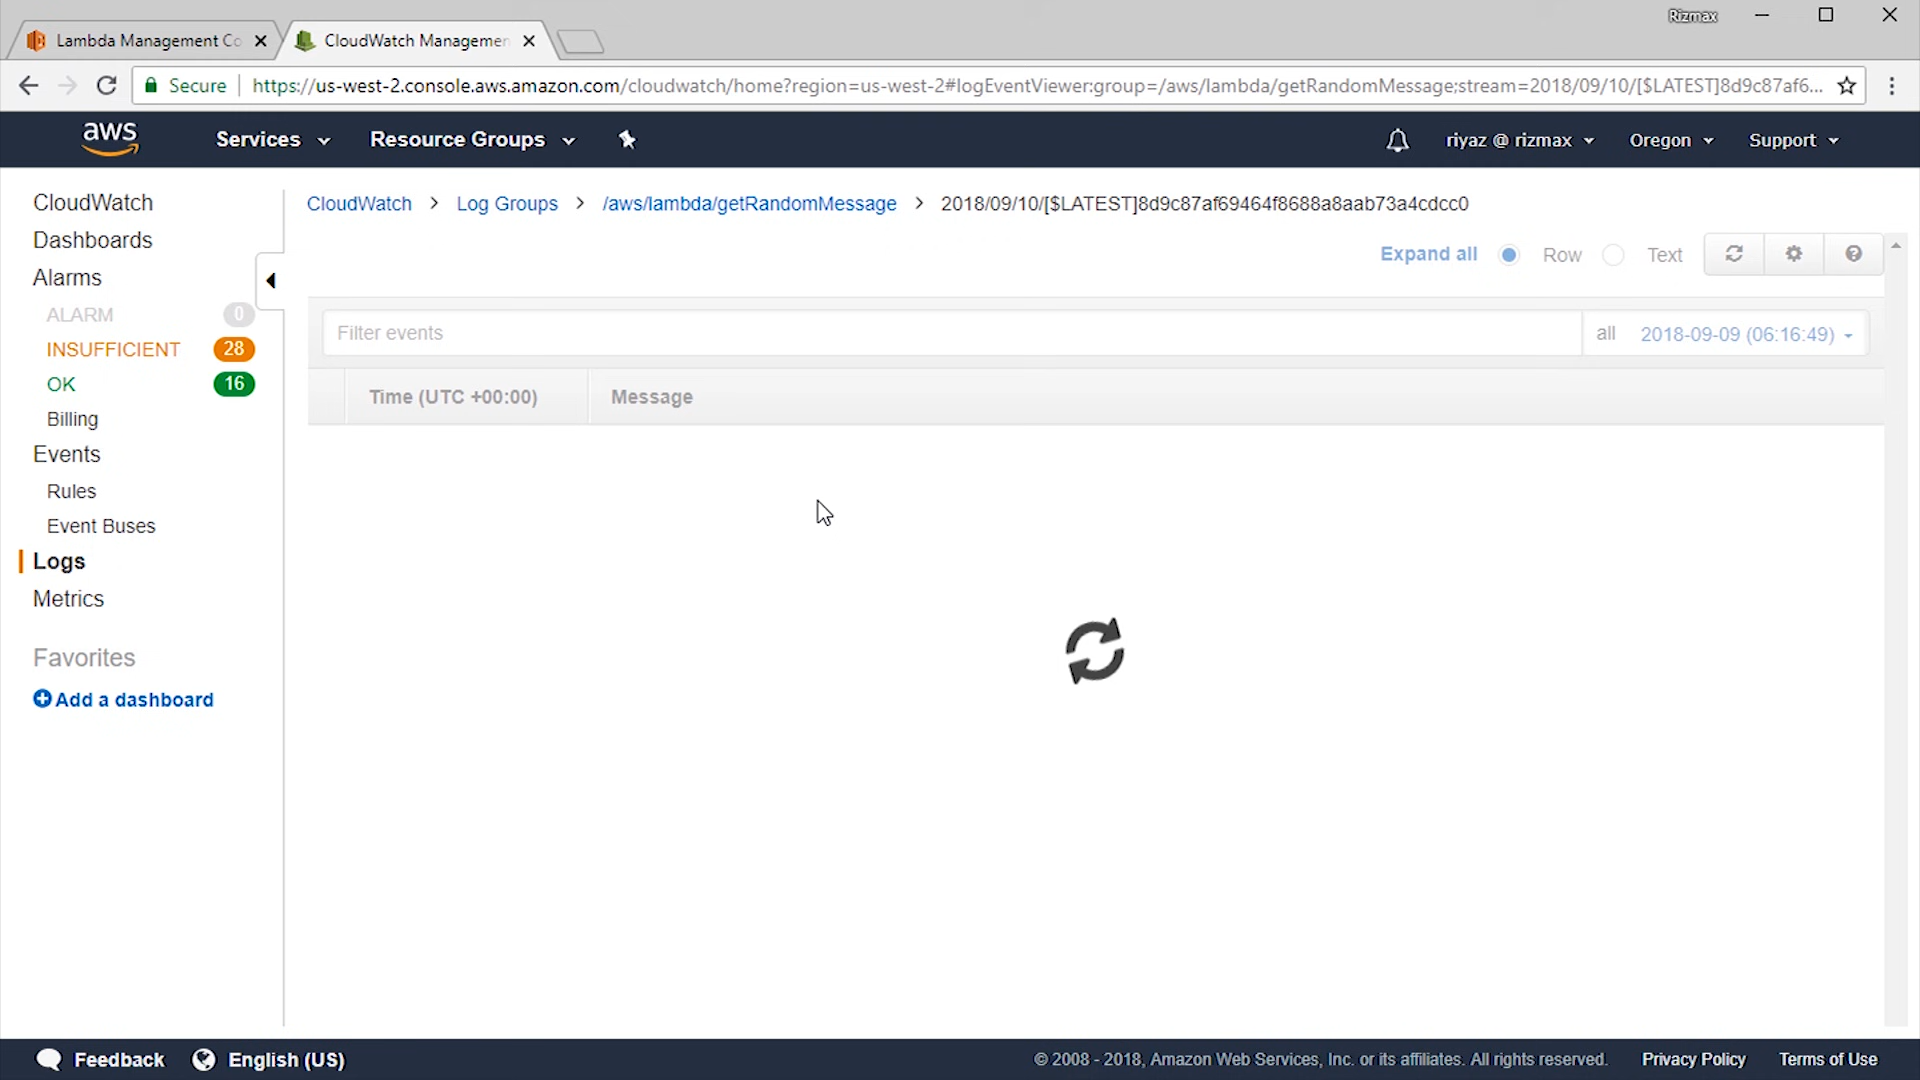 Rizmax
Lambda Management Co
CloudWatch Managemen
Secure
https://us-west-2.console.aws.amazon.com/cloudwatch/home?region=us-west-2#logEventViewer:group=/aws/lambda/getRandomMessage;stream=2018/09/10/[$LATEST]8d9c87af6...
aws
Services
Resource Groups
riyaz @ rizmax
Oregon
Support
CloudWatch
Dashboards
Alarms
ALARM 0
INSUFFICIENT 28
OK 16
Billing
Events
Rules
Event Buses
Logs
Metrics
Favorites
Add a dashboard
CloudWatch > Log Groups > /aws/lambda/getRandomMessage > 2018/09/10/[$LATEST]8d9c87af69464f8688a8aab73a4cdcc0
Expand all Row Text
Filter events
all 2018-09-09 (06:16:49)
Time (UTC +00:00) Message
Feedback
English (US)
© 2008 - 2018, Amazon Web Services, Inc. or its affiliates. All rights reserved.
Privacy Policy
Terms of Use